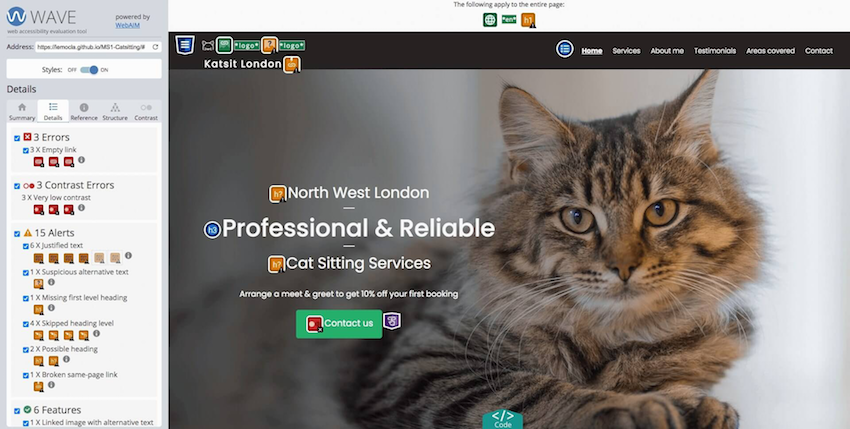 WAVE
powered by
WebAIM
web accessibility evaluation tool
Address: https://lemocla.github.io/MS1-Catsitting/#
Styles: OFF ON
Details
Summary Details Reference Structure Contrast
3 Errors
3 X Empty link
3 Contrast Errors
3 X Very low contrast
15 Alerts
6 X Justified text
1 X Suspicious alternative text
1 X Missing first level heading
4 X Skipped heading level
2 X Possible heading
1 X Broken same-page link
6 Features
1 X Linked image with alternative text
The following apply to the entire page:
*en* h1
*logo* *logo*
Katsit London
Home Services About me Testimonials Areas covered Contact
h? North West London
h3 Professional & Reliable
h? Cat Sitting Services
Arrange a meet & greet to get 10% off your first booking
Contact us
</>
Code